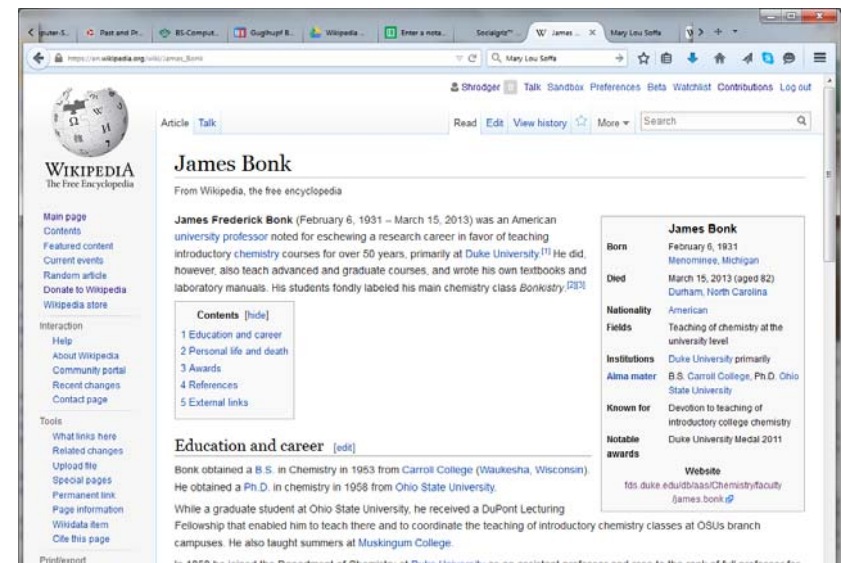 puter-S...
Past and Pr...
BS-Comput...
Guglhupf B...
Wikipedia ...
Enter a nota...
Socialgriz™ ...
James ...
Mary Lou Soffa
https://en.wikipedia.org/wiki/James_Bonk
Mary Lou Soffa
Shrodger Talk Sandbox Preferences Beta Watchlist Contributions Log out
Article Talk
Read Edit View history More Search
WIKIPEDIA
The Free Encyclopedia
Main page
Contents
Featured content
Current events
Random article
Donate to Wikipedia
Wikipedia store
Interaction
Help
About Wikipedia
Community portal
Recent changes
Contact page
Tools
What links here
Related changes
Upload file
Special pages
Permanent link
Page information
Wikidata item
Cite this page
Print/export
James Bonk
From Wikipedia, the free encyclopedia
James Frederick Bonk (February 6, 1931 – March 15, 2013) was an American
university professor noted for eschewing a research career in favor of teaching
introductory chemistry courses for over 50 years, primarily at Duke University.[1] He did,
however, also teach advanced and graduate courses, and wrote his own textbooks and
laboratory manuals. His students fondly labeled his main chemistry class Bonkistry.[2][3]
Contents [hide]
1 Education and career
2 Personal life and death
3 Awards
4 References
5 External links
James Bonk
Born February 6, 1931
Menominee, Michigan
Died March 15, 2013 (aged 82)
Durham, North Carolina
Nationality American
Fields Teaching of chemistry at the
university level
Institutions Duke University primarily
Alma mater B.S. Carroll College, Ph.D. Ohio
State University
Known for Devotion to teaching of
introductory college chemistry
Notable Duke University Medal 2011
awards
Website
fds.duke.edu/db/aas/Chemistry/faculty
/james.bonk
Education and career [edit]
Bonk obtained a B.S. in Chemistry in 1953 from Carroll College (Waukesha, Wisconsin).
He obtained a Ph.D. in chemistry in 1958 from Ohio State University.
While a graduate student at Ohio State University, he received a DuPont Lecturing
Fellowship that enabled him to teach there and to coordinate the teaching of introductory chemistry classes at OSUs branch
campuses. He also taught summers at Muskingum College.